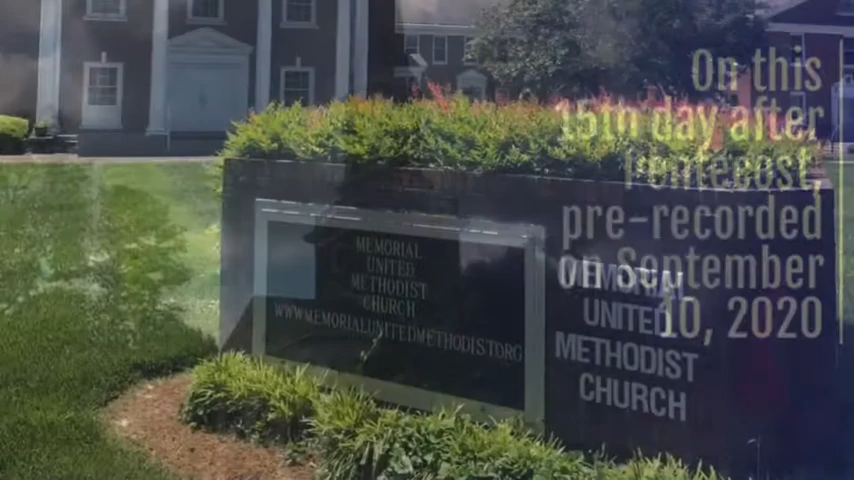 On this
15th day after
Pentecost,
pre-recorded
on September
10, 2020
MEMORIAL
UNITED
METHODIST
CHURCH
WWW.MEMORIALUNITEDMETHODIST.ORG
MEMORIAL
UNITED
METHODIST
CHURCH